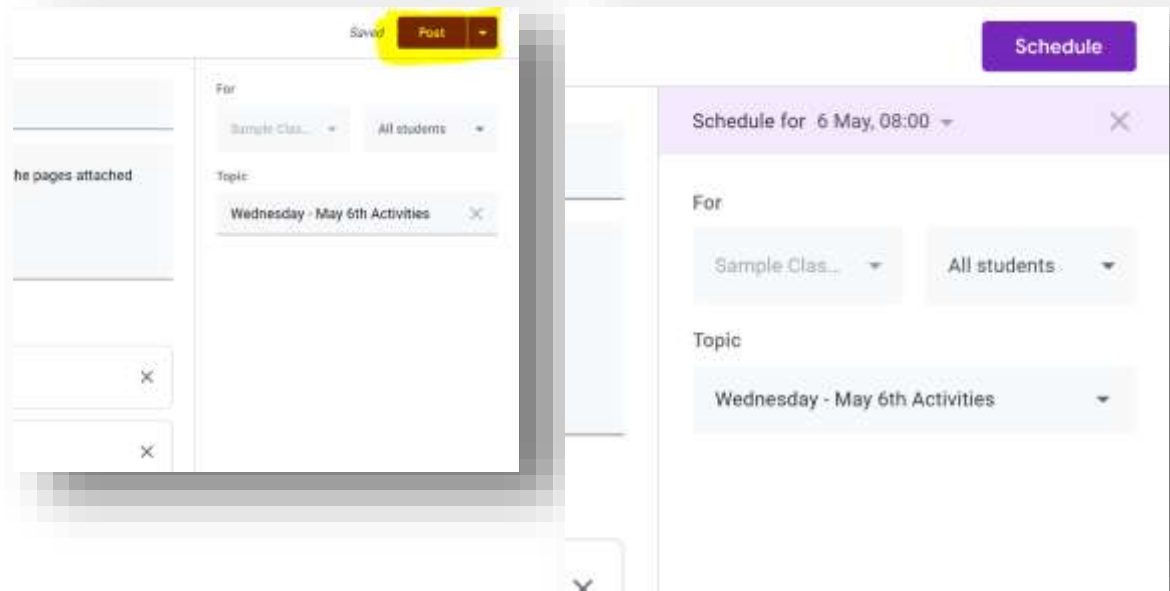 Saved Post
For
Sample Clas... All students
he pages attached
Topic
Wednesday - May 6th Activities
Schedule
Schedule for 6 May, 08:00
For
Sample Clas... All students
Topic
Wednesday - May 6th Activities